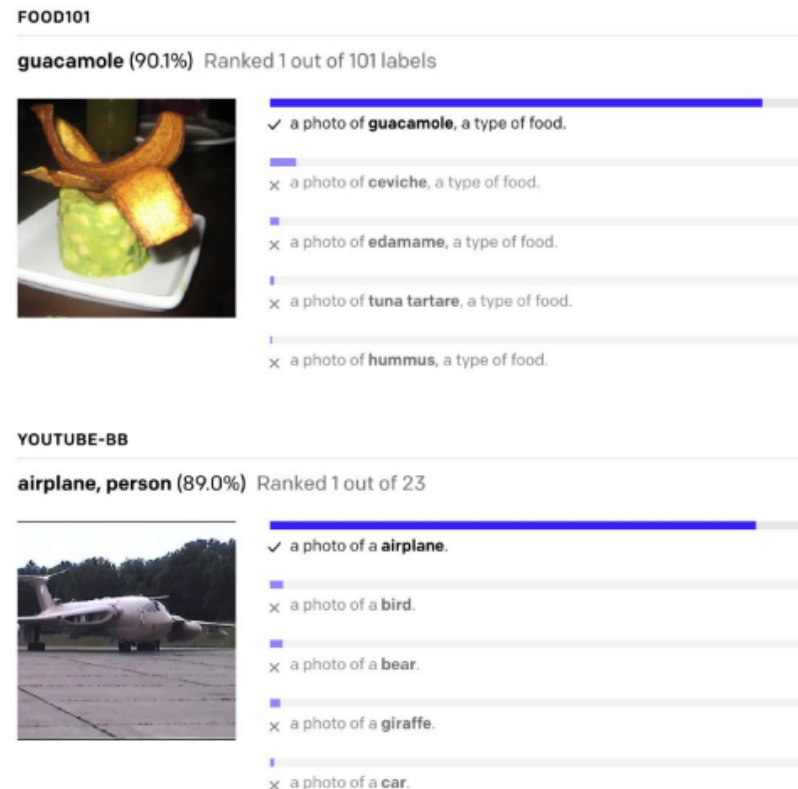 FOOD101
guacamole (90.1%) Ranked 1 out of 101 labels
✓ a photo of guacamole, a type of food.
× a photo of ceviche, a type of food.
× a photo of edamame, a type of food.
× a photo of tuna tartare, a type of food.
× a photo of hummus, a type of food.
YOUTUBE-BB
airplane, person (89.0%) Ranked 1 out of 23
✓ a photo of a airplane.
× a photo of a bird.
× a photo of a bear.
× a photo of a giraffe.
× a photo of a car.